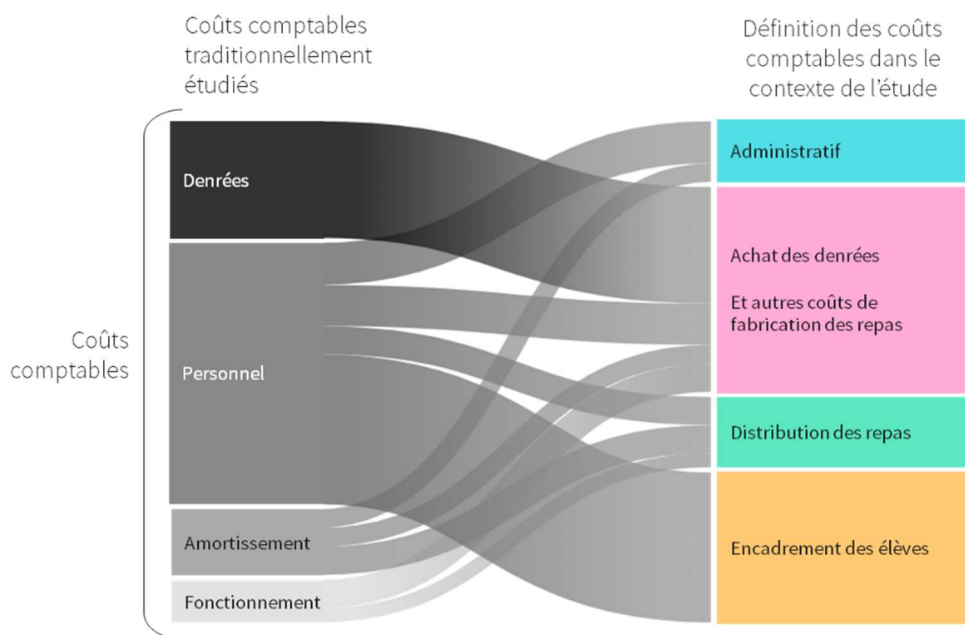 Coûts comptables
traditionnellement
étudiés
Définition des coûts
comptables dans le
contexte de l'étude
Coûts
comptables
Denrées
Personnel
Amortissement
Fonctionnement
Administratif
Achat des denrées
Et autres coûts de
fabrication des repas
Distribution des repas
Encadrement des élèves